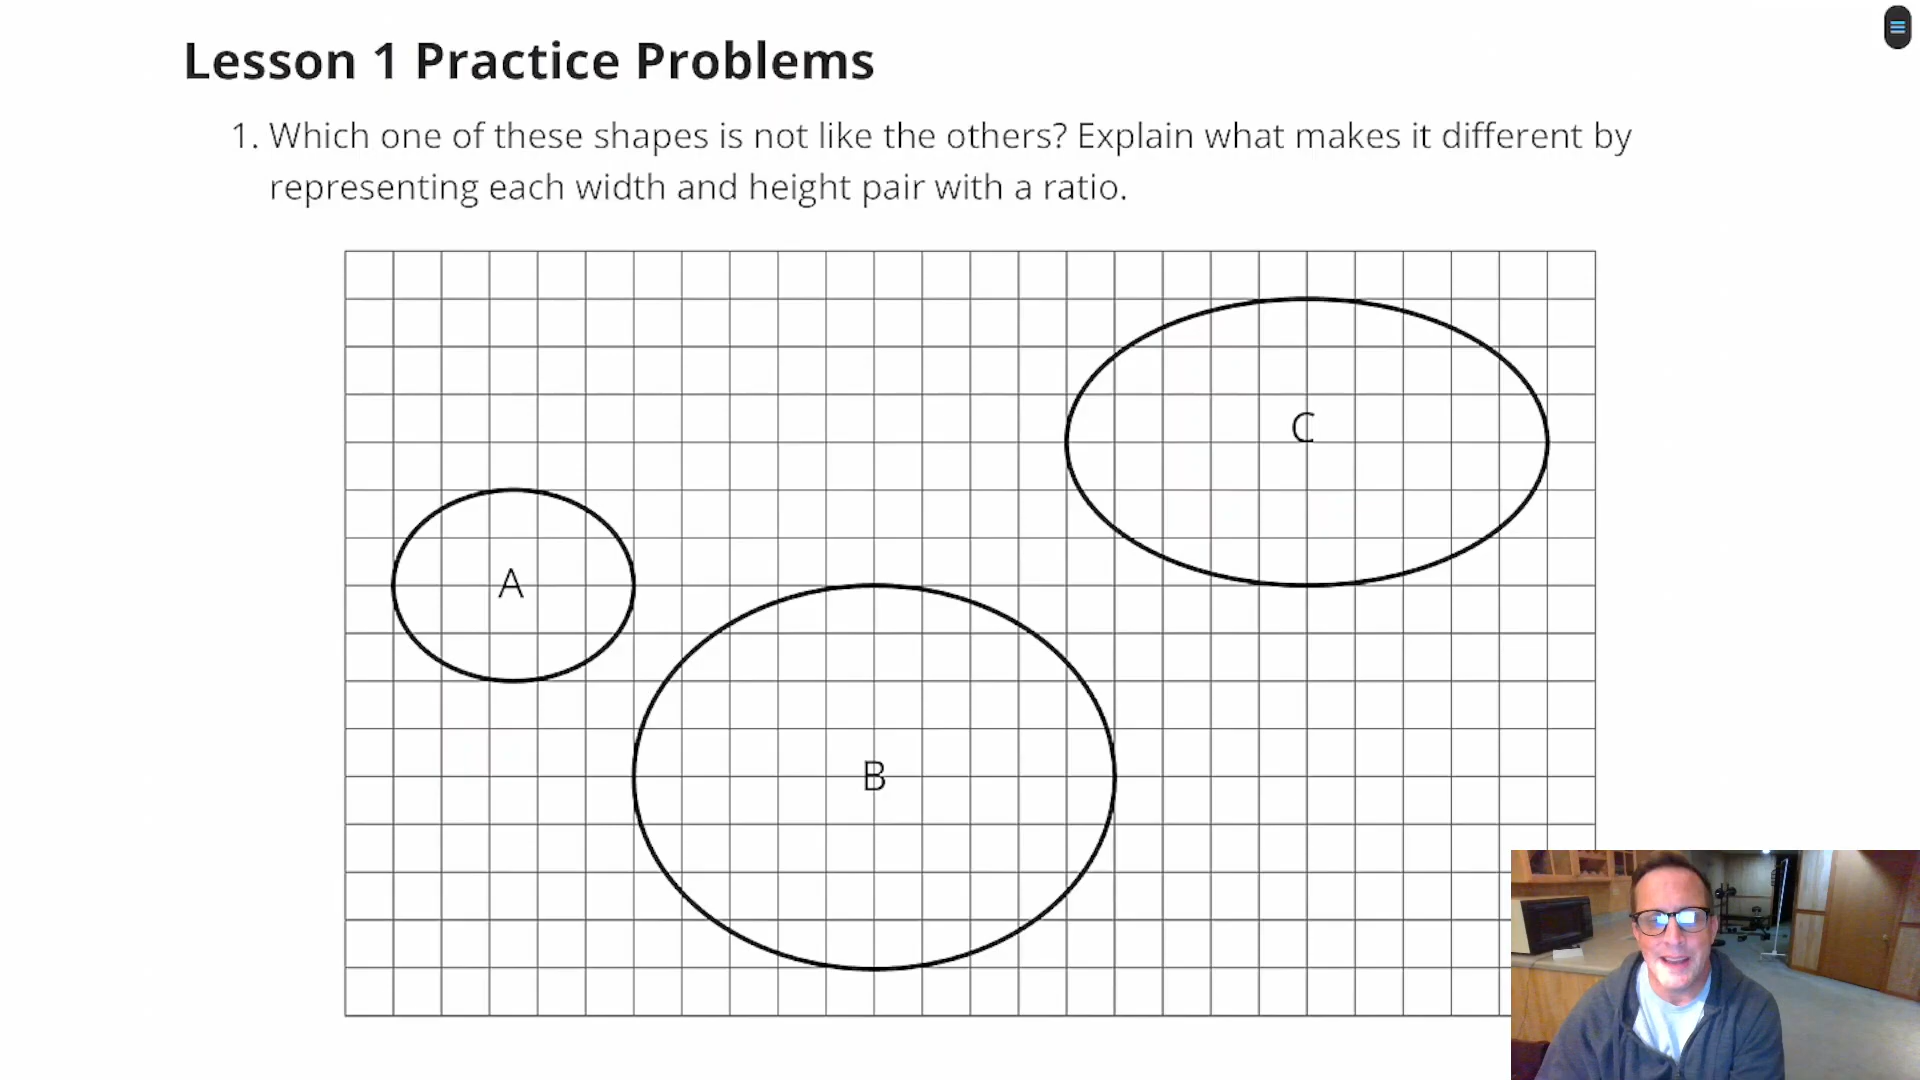 Lesson 1 Practice Problems
1. Which one of these shapes is not like the others? Explain what makes it different by
representing each width and height pair with a ratio.
C
A
B